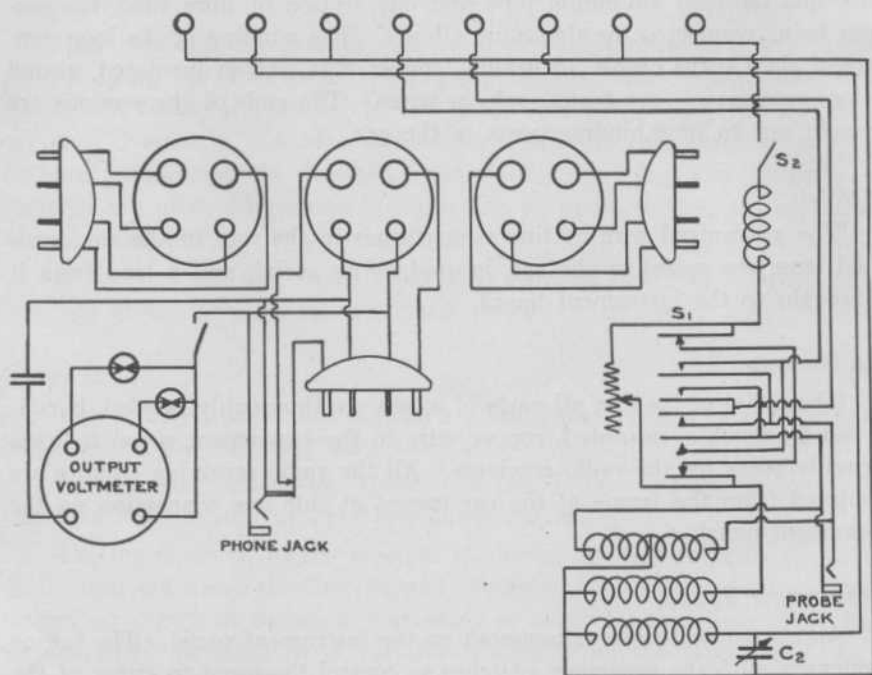 S2
S1
OUTPUT
VOLTMETER
PHONE JACK
PROBE
JACK
C2